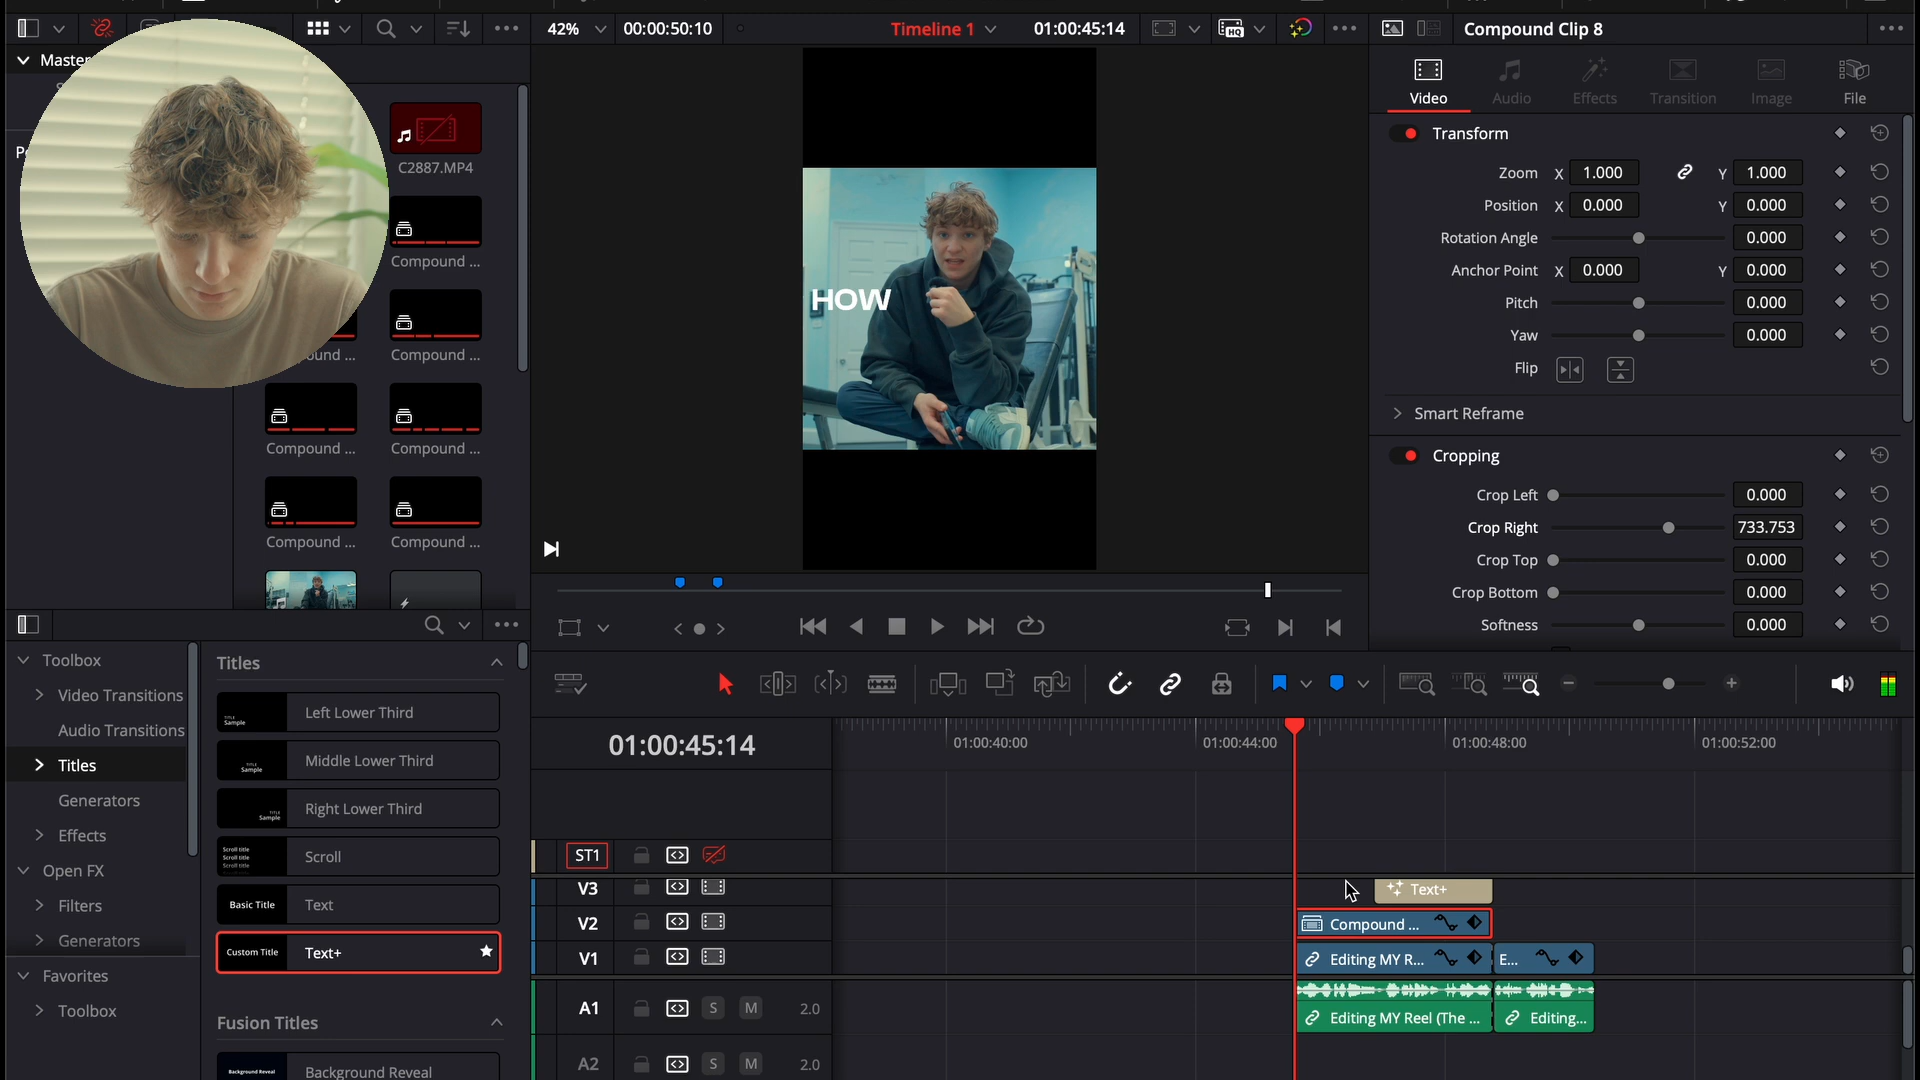 42%
00:00:50:10
Timeline 1
01:00:45:14
Compound Clip 8
Master
C2887.MP4
Compound ...
Compound ...
Compound ...
Compound ...
Compound ...
Compound ...
HOW
Video
Audio
Effects
Transition
Image
File
Transform
Zoom X 1.000 Y 1.000
Position X 0.000 Y 0.000
Rotation Angle 0.000
Anchor Point X 0.000 Y 0.000
Pitch 0.000
Yaw 0.000
Flip
Smart Reframe
Cropping
Crop Left 0.000
Crop Right 733.753
Crop Top 0.000
Crop Bottom 0.000
Softness 0.000
Toolbox
Video Transitions
Audio Transitions
Titles
Generators
Effects
Open FX
Filters
Generators
Favorites
Toolbox
Titles
Left Lower Third
Middle Lower Third
Right Lower Third
Scroll
Basic Title Text
Custom Title Text+
Fusion Titles
Background Reveal Background Reveal
01:00:45:14
01:00:40:00
01:00:44:00
01:00:48:00
01:00:52:00
ST1
V3
Text+
V2
Compound ...
V1
Editing MY R...
E...
A1 S M 2.0
Editing MY Reel (The ...
Editing...
A2 S M 2.0